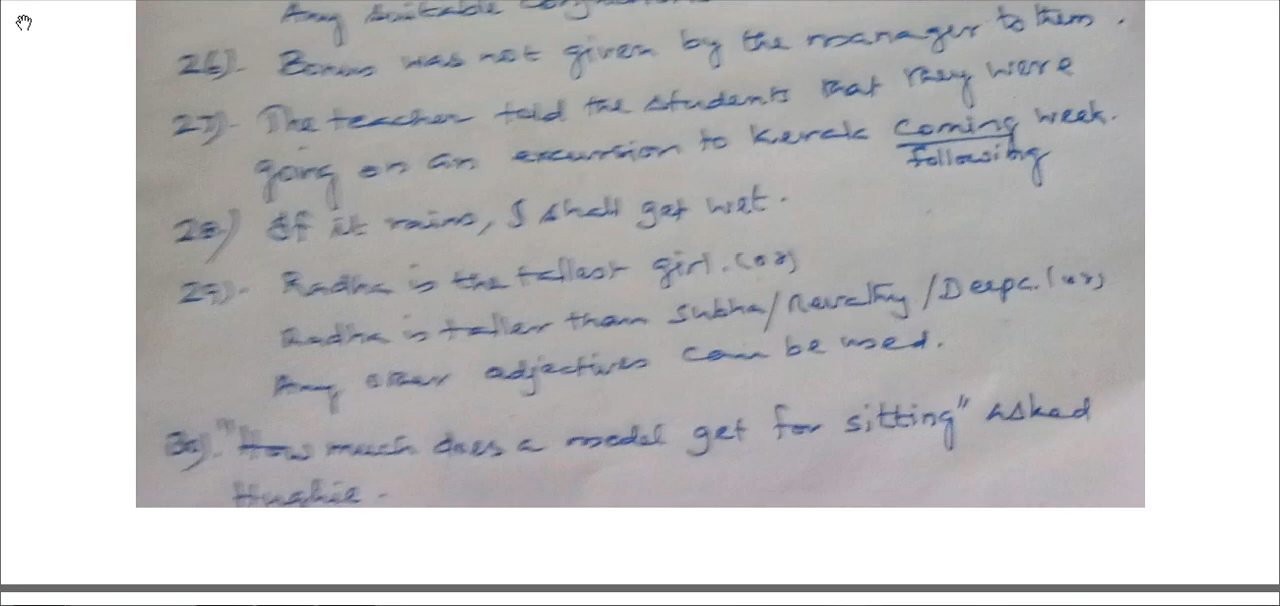 Any suitable
26). Bonus was not given by the manager to them.
27). The teacher told the students that they were
going on an excursion to Kerala coming week.
following
28) If it rains, I shall get wet.
29). Radha is the tallest girl. (or)
Radha is taller than Subha/Revathy/Deepa. (or)
Any other adjectives can be used.
30). "How much does a model get for sitting" asked
Hughie.